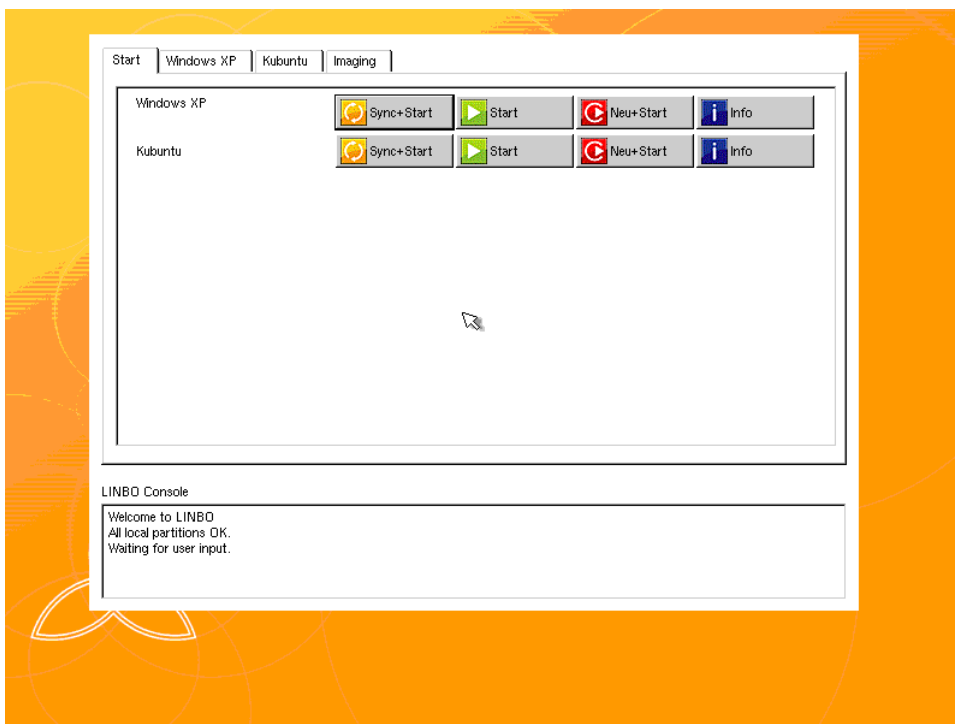 Start Windows XP Kubuntu Imaging
Windows XP Sync+Start Start Neu+Start Info
Kubuntu Sync+Start Start Neu+Start Info
LINBO Console
Welcome to LINBO
All local partitions OK.
Waiting for user input.